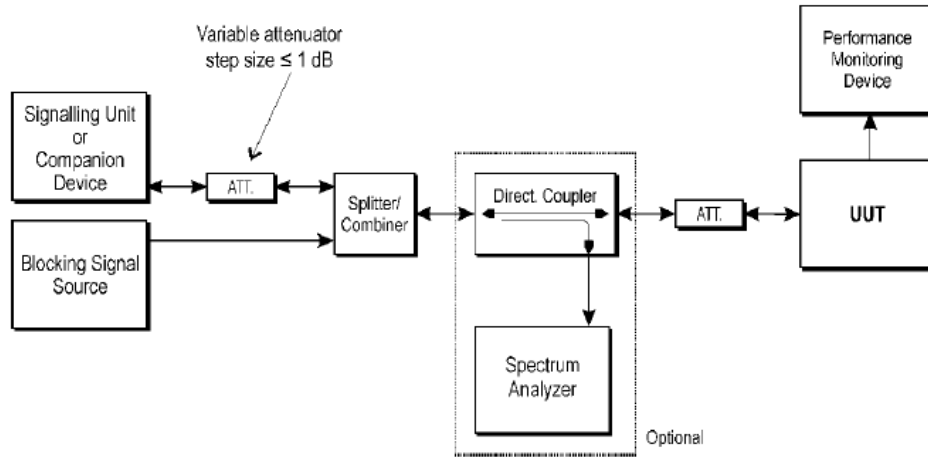 Variable attenuator
step size ≤ 1 dB
Performance
Monitoring
Device
Signalling Unit
or
Companion
Device
ATT.
Splitter/
Combiner
Direct. Coupler
ATT.
UUT
Blocking Signal
Source
Spectrum
Analyzer
Optional